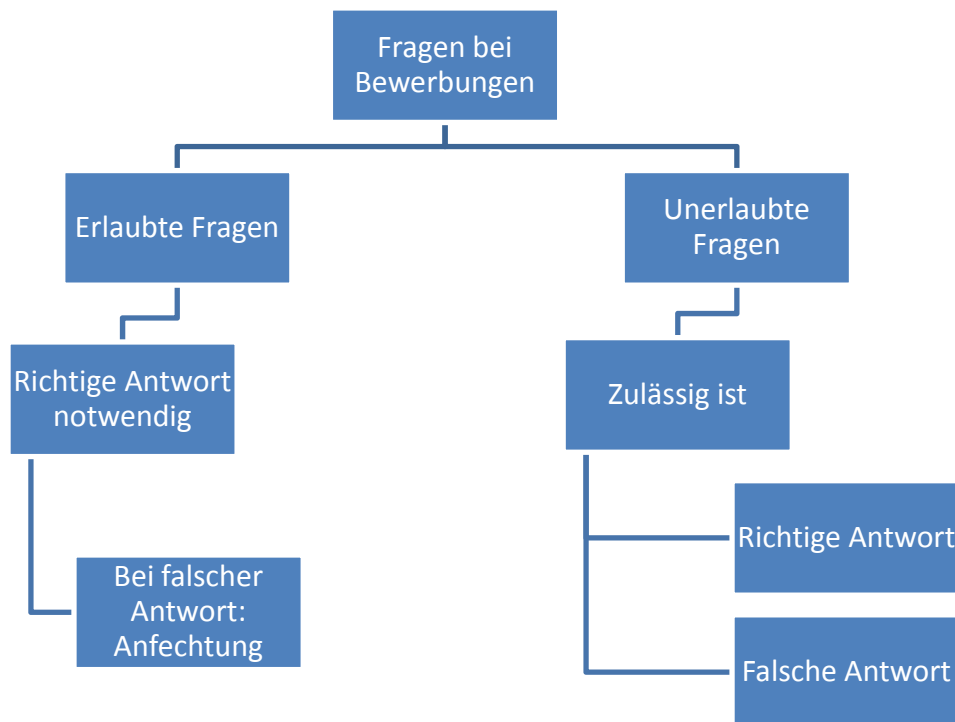 Fragen bei
Bewerbungen
Erlaubte Fragen
Unerlaubte
Fragen
Richtige Antwort
notwendig
Zulässig ist
Bei falscher
Antwort:
Anfechtung
Richtige Antwort
Falsche Antwort